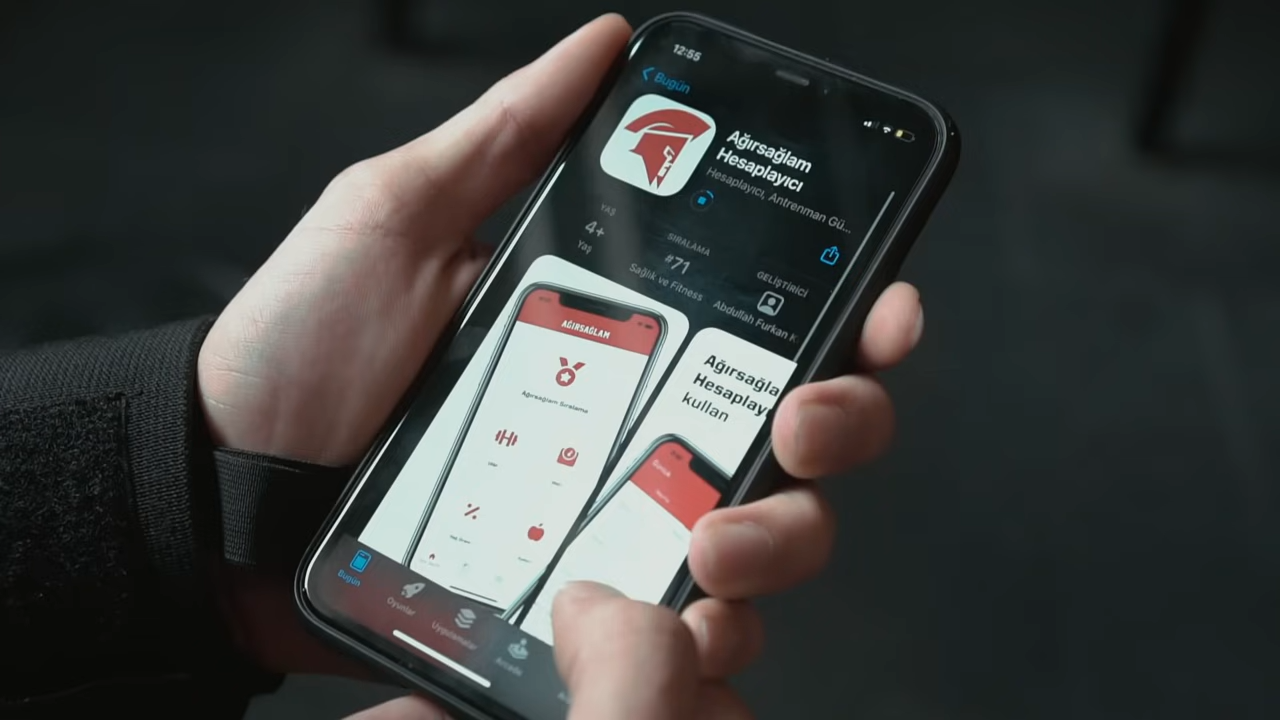 12:55
Bugün
Ağırsağlam
Hesaplayıcı
Hesaplayıcı, Antrenman Gü...
YAŞ
4+
Yaş
SIRALAMA
#71
Sağlık ve Fitness
GELİŞTİRİCİ
Abdullah Furkan K
AĞIRSAĞLAM
Ağırsağlam Sıralama
Ağırsağla
Hesaplayı
kullan
Bugün
Oyunlar
Uygulamalar
Arcade